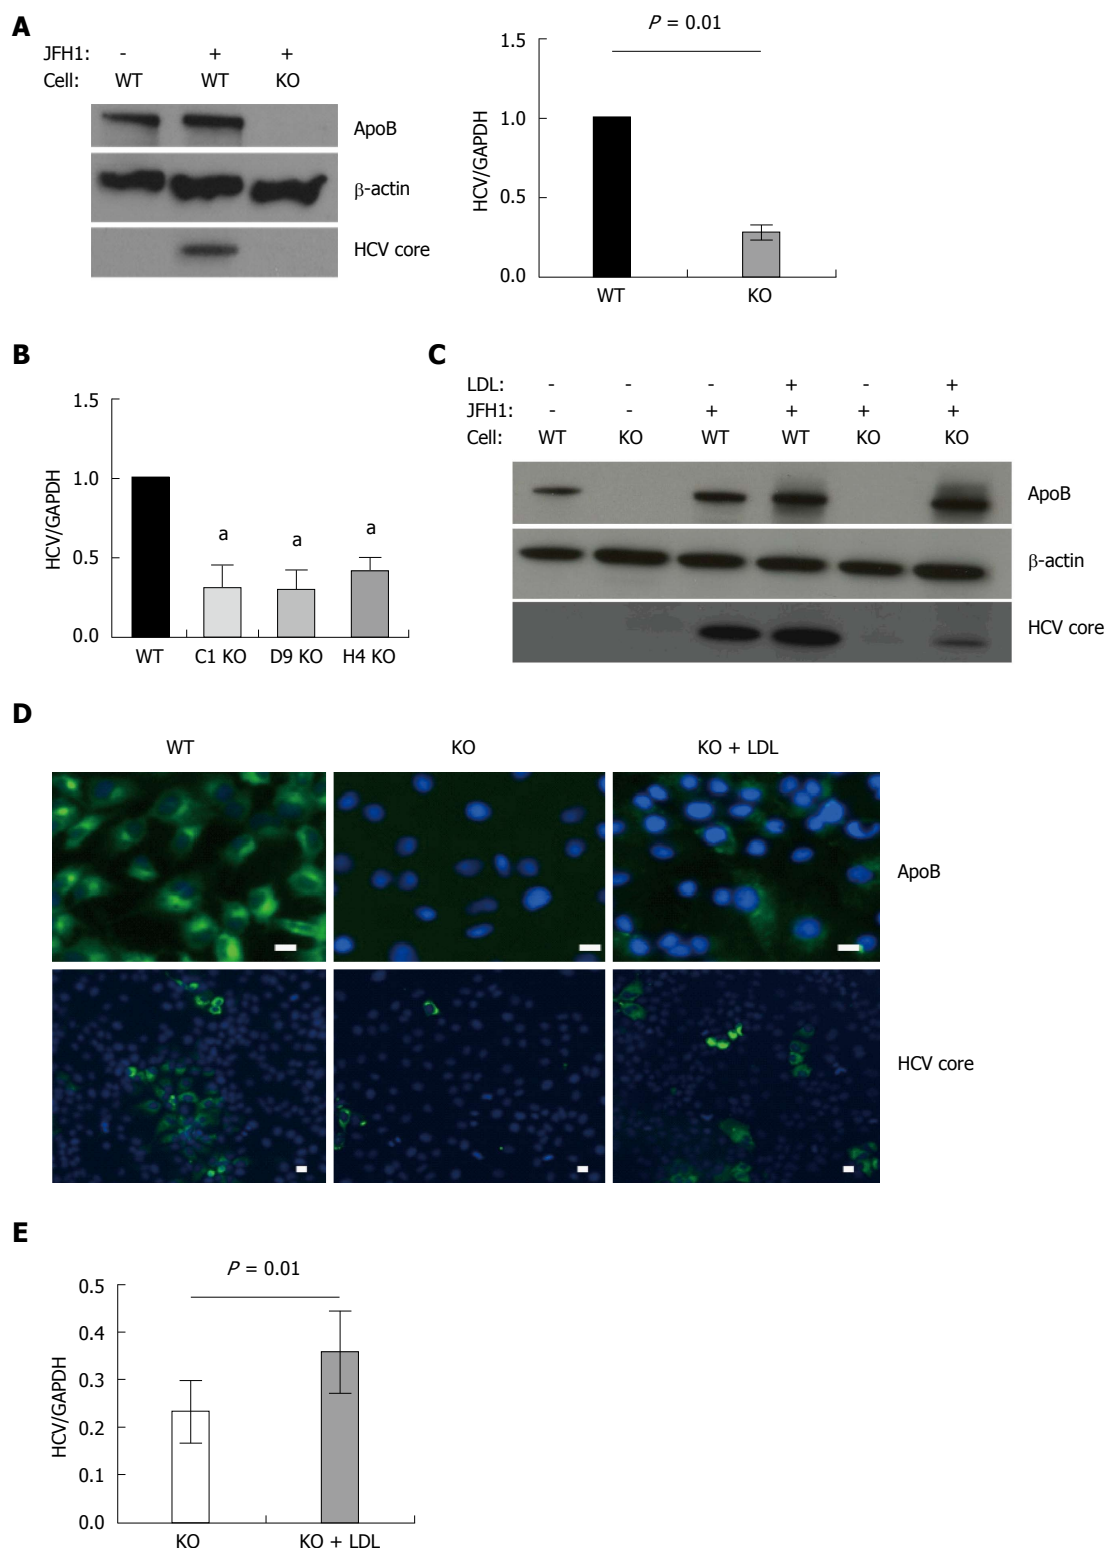 A
JFH1: - + +
Cell: WT WT KO
ApoB
β-actin
HCV core
P = 0.01
HCV/GAPDH
1.5
1.0
0.5
0.0
WT KO
B
HCV/GAPDH
1.5
1.0
0.5
0.0
a a a
WT C1 KO D9 KO H4 KO
C
LDL: - - - + - +
JFH1: - - + + + +
Cell: WT KO WT WT KO KO
ApoB
β-actin
HCV core
D
WT KO KO + LDL
ApoB
HCV core
E
P = 0.01
HCV/GAPDH
0.5
0.4
0.3
0.2
0.1
0.0
KO KO + LDL